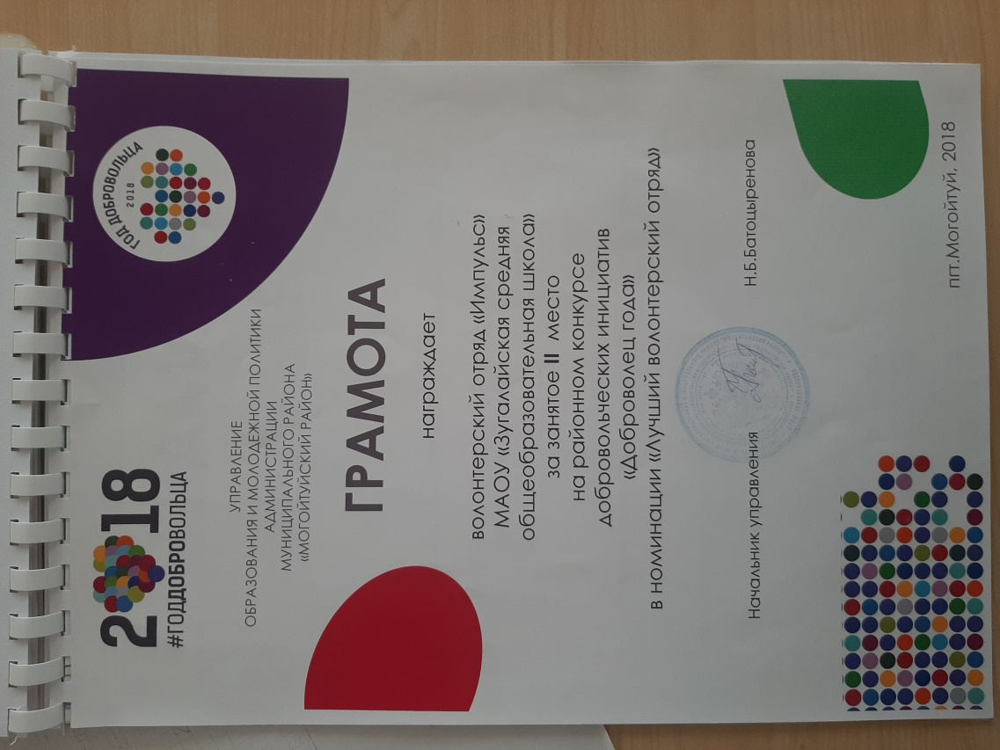 2018
#ГОДДОБРОВОЛЬЦА
ГОД ДОБРОВОЛЬЦА
2018
УПРАВЛЕНИЕ
ОБРАЗОВАНИЯ И МОЛОДЕЖНОЙ ПОЛИТИКИ
АДМИНИСТРАЦИИ
МУНИЦИПАЛЬНОГО РАЙОНА
«МОГОЙТУЙСКИЙ РАЙОН»
ГРАМОТА
награждает
волонтерский отряд «Импульс»
МАОУ «Зугалайская средняя
общеобразовательная школа»
за занятое II место
на районном конкурсе
добровольческих инициатив
«Доброволец года»
в номинации «Лучший волонтерский отряд»
Начальник управления Н.Б.Батоцыренова
пгт.Могойтуй, 2018